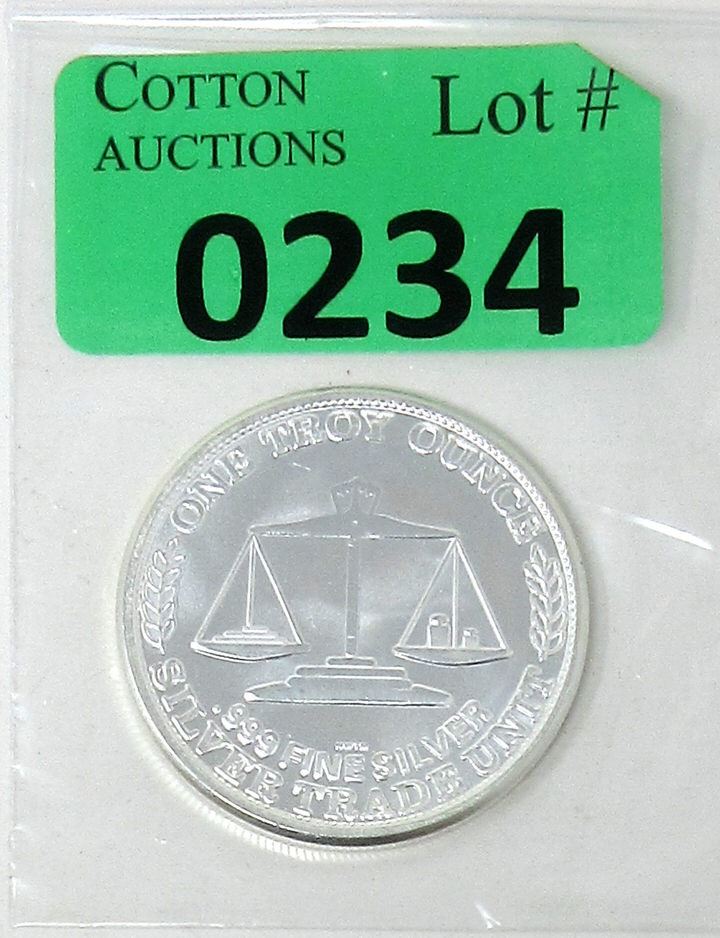 COTTON
AUCTIONS
Lot #
0234
ONE TROY OUNCE
.999 FINE SILVER
SILVER TRADE UNIT